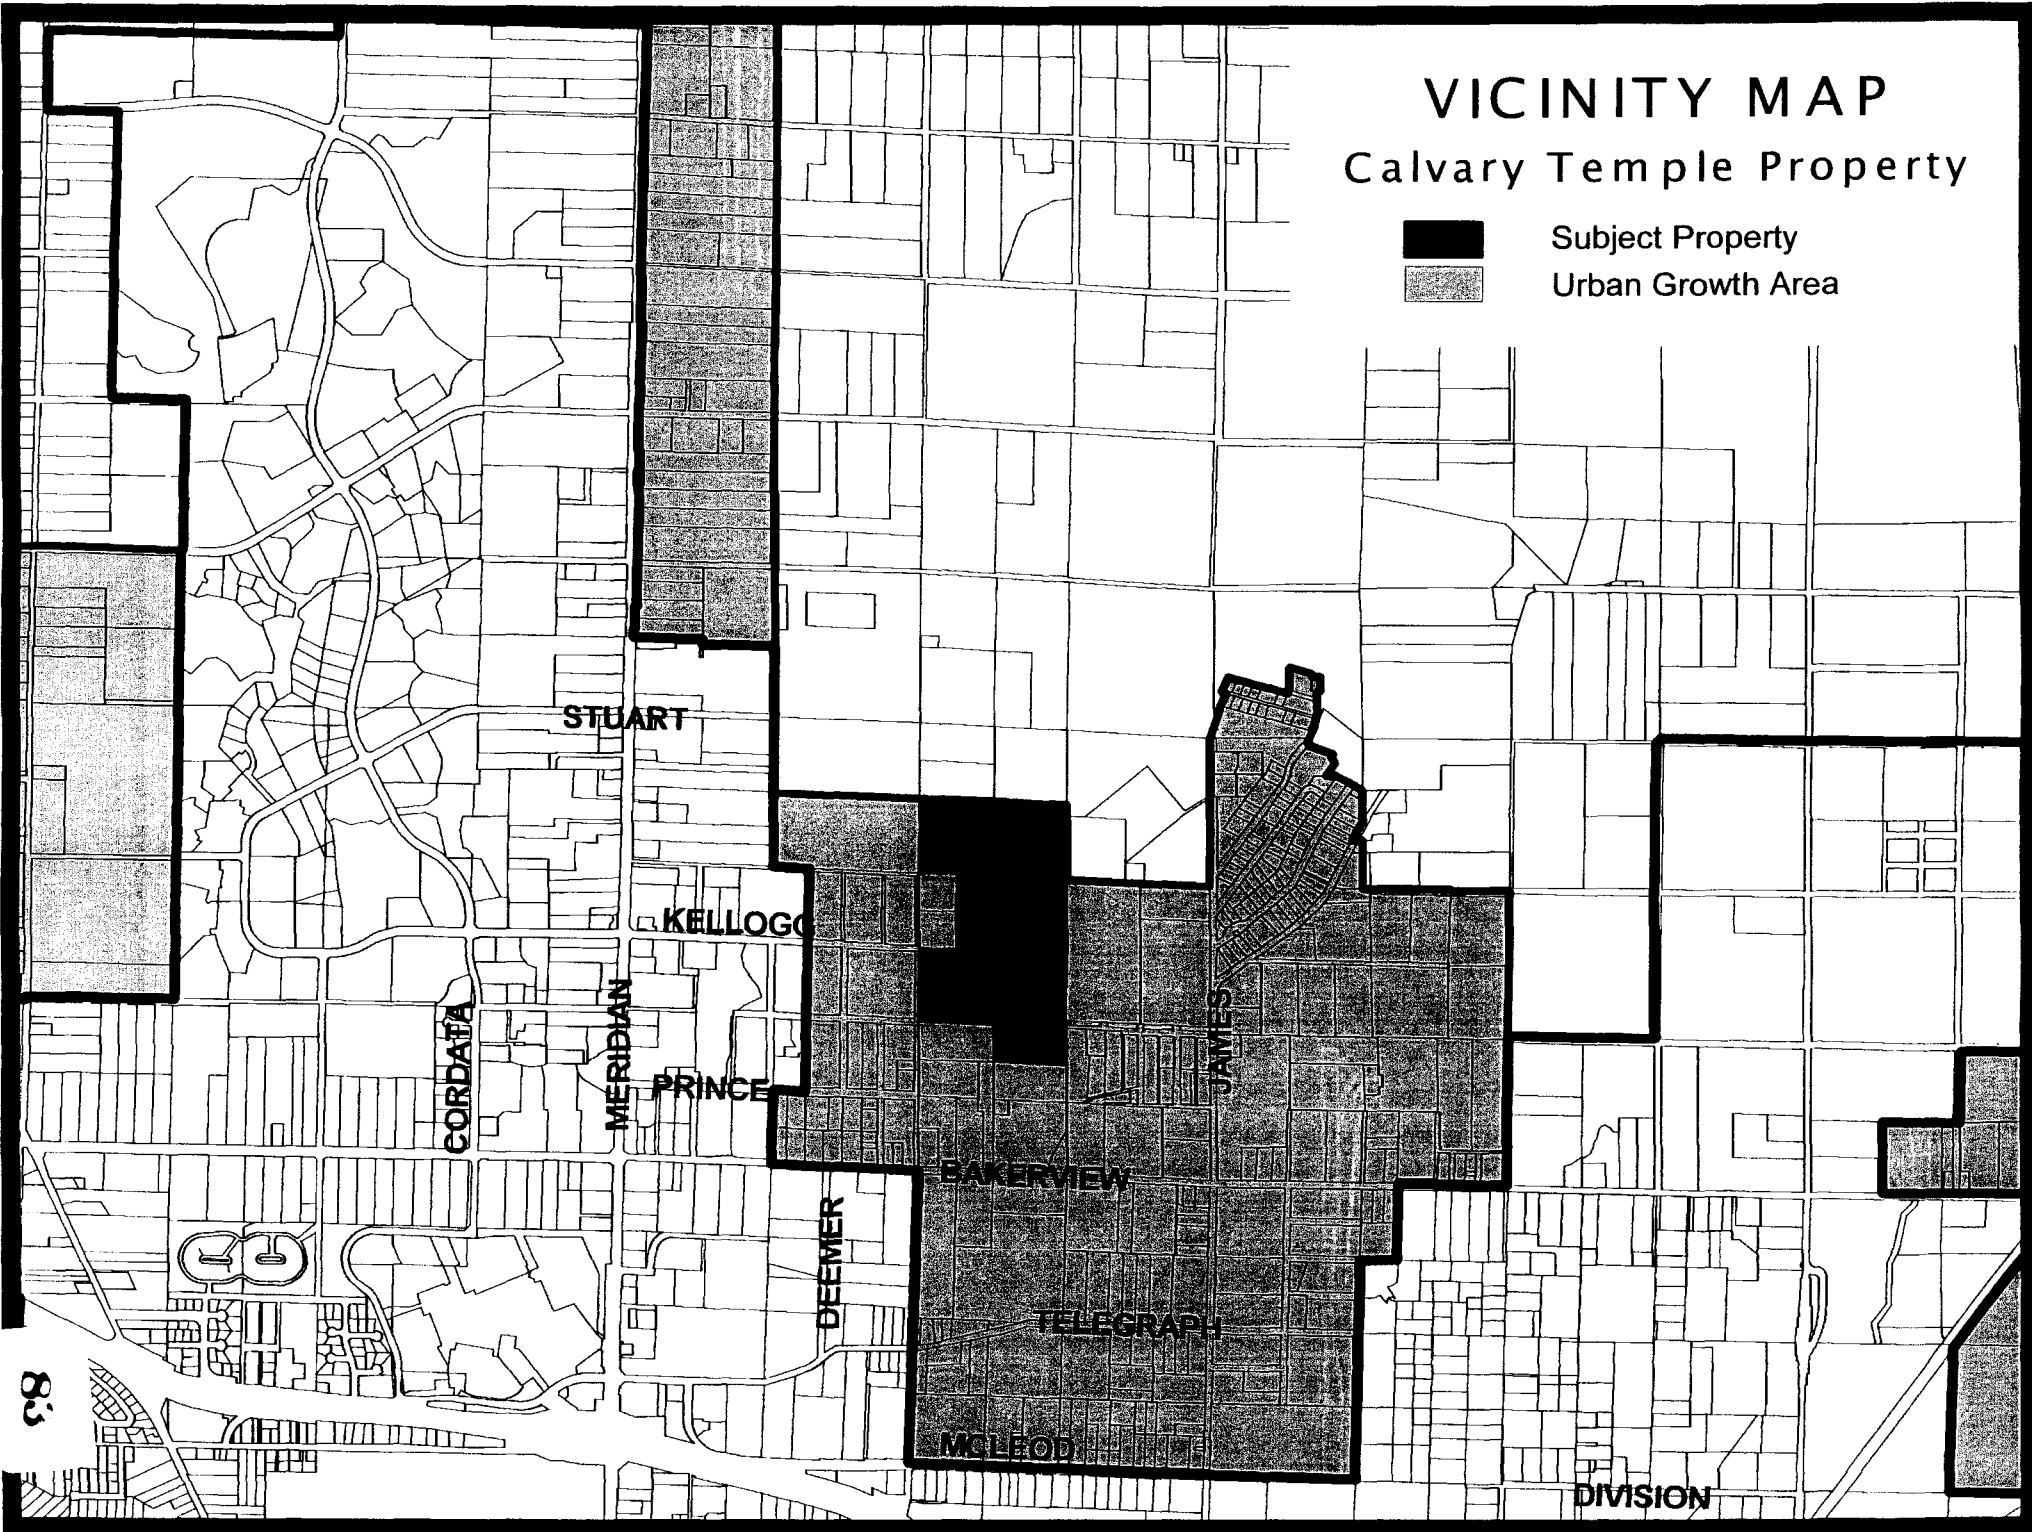 VICINITY MAP
Calvary Temple Property
Subject Property
Urban Growth Area
STUART
KELLOGG
CORDATA
MERIDIAN
JAMES
PRINCE
BAKERVIEW
DEEMER
TELEGRAPH
83
MCLEOD
DIVISION